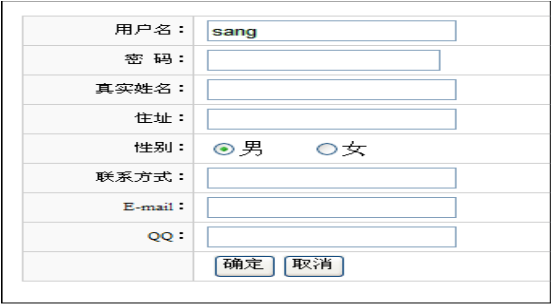 用户名： sang
密 码：
真实姓名：
住址：
性别： 男 女
联系方式：
E-mail：
QQ：
确定 取消